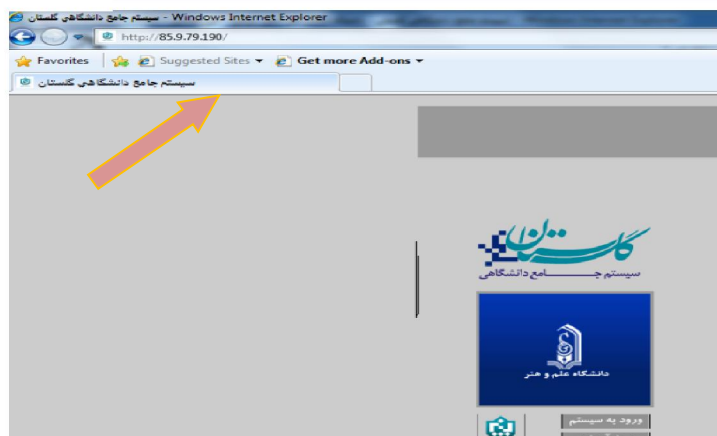 سیستم جامع دانشگاهی گلستان - Windows Internet Explorer
http://85.9.79.190/
Favorites Suggested Sites Get more Add-ons
سیستم جامع دانشگاهی گلستان
گلستان
سیستم جـــــامع دانشگاهی
دانشگاه علم و هنر
ورود به سیستم